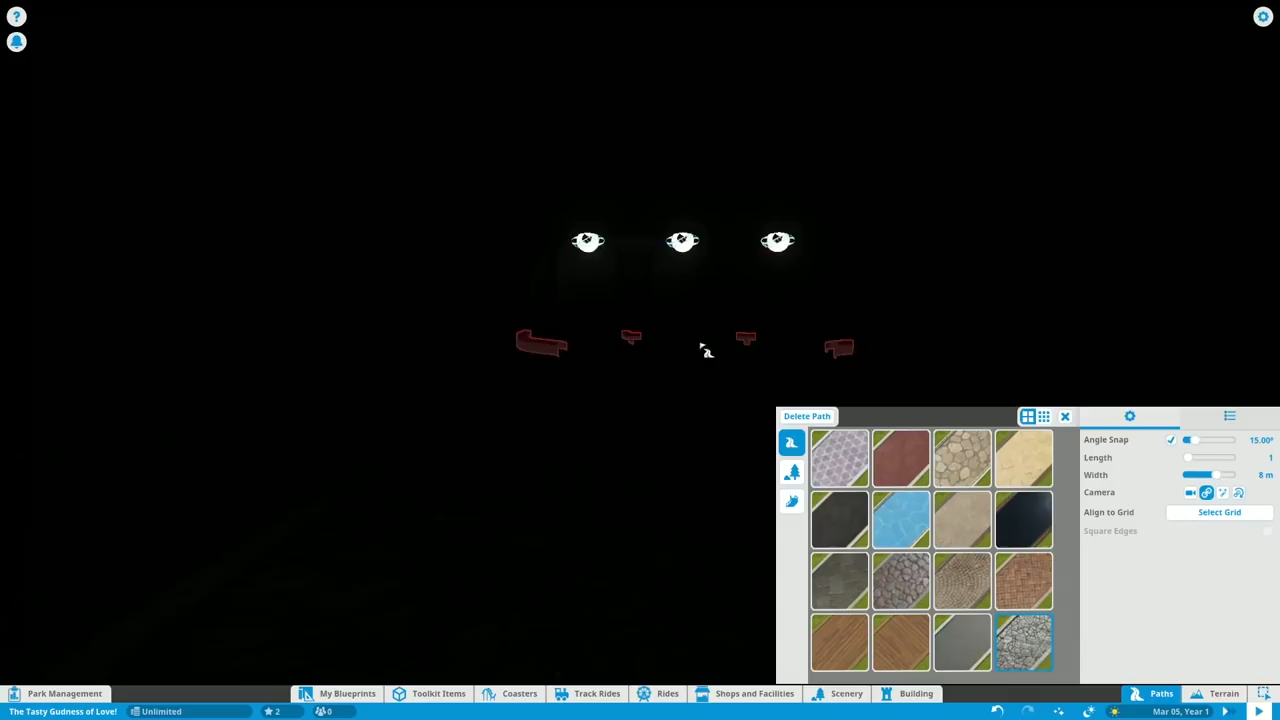 ?
Delete Path
Angle Snap 15.00°
Length 1
Width 8 m
Camera
Align to Grid Select Grid
Square Edges
Park Management My Blueprints Toolkit Items Coasters Track Rides Rides Shops and Facilities Scenery Building Paths Terrain
The Tasty Gudness of Love! Unlimited 2 0 Mar 05, Year 1